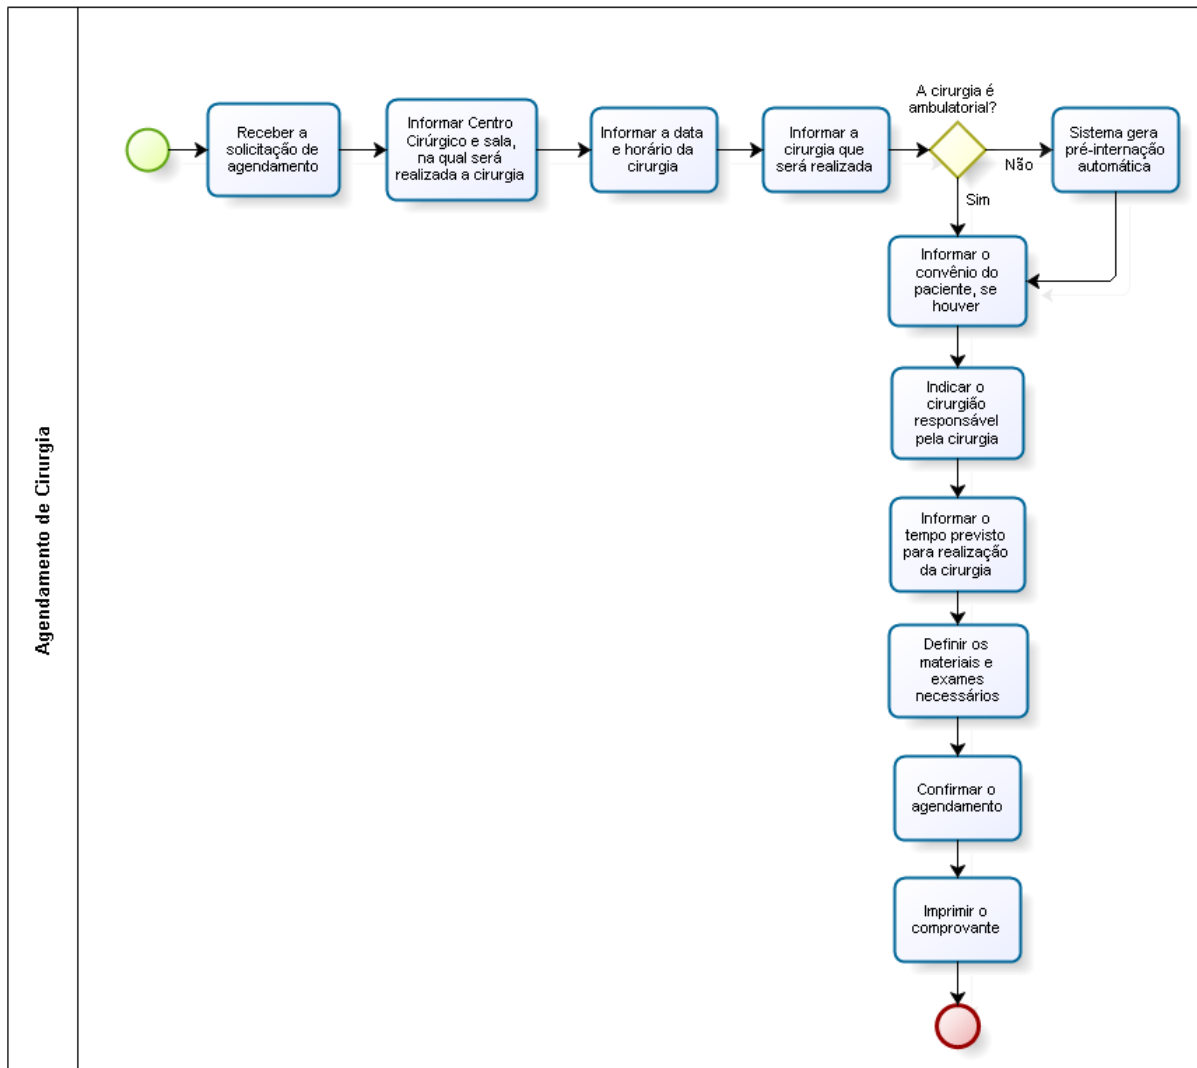 Agendamento de Cirurgia
Receber a
solicitação de
agendamento
Informar Centro
Cirúrgico e sala,
na qual será
realizada a cirurgia
Informar a data
e horário da
cirurgia
Informar a
cirurgia que
será realizada
A cirurgia é
ambulatorial?
Não
Sim
Sistema gera
pré-internação
automática
Informar o
convênio do
paciente, se
houver
Indicar o
cirurgião
responsável
pela cirurgia
Informar o
tempo previsto
para realização
da cirurgia
Definir os
materiais e
exames
necessários
Confirmar o
agendamento
Imprimir o
comprovante